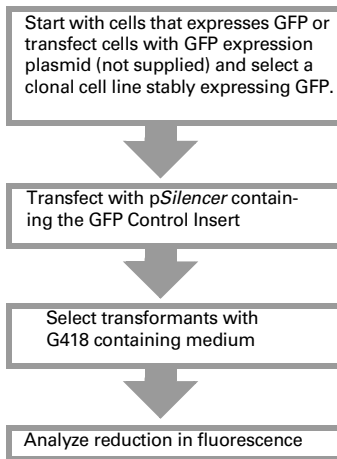 Start with cells that expresses GFP or
transfect cells with GFP expression
plasmid (not supplied) and select a
clonal cell line stably expressing GFP.
Transfect with pSilencer contain-
ing the GFP Control Insert
Select transformants with
G418 containing medium
Analyze reduction in fluorescence